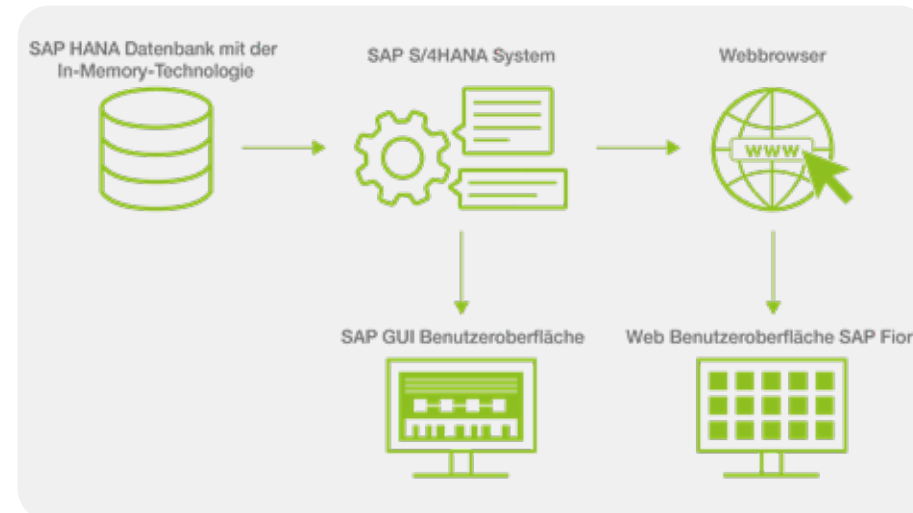 SAP HANA Datenbank mit der
In-Memory-Technologie
SAP S/4HANA System
Webbrowser
www
SAP GUI Benutzeroberfläche
Web Benutzeroberfläche SAP Fior